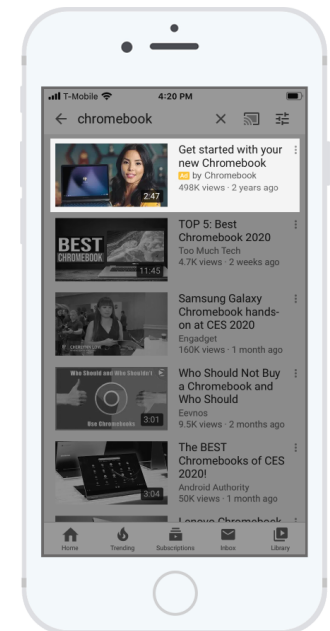 T-Mobile 4:20 PM
chromebook
Get started with your
new Chromebook
Ad by Chromebook
498K views · 2 years ago
2:47
TOP 5: Best
Chromebook 2020
Too Much Tech
4.7K views · 2 weeks ago
BEST
CHROMEBOOK
11:45
Samsung Galaxy
Chromebook hands-
on at CES 2020
Engadget
160K views · 1 month ago
Who Should and Who Shouldn't
Use Chromebooks
3:01
Who Should Not Buy
a Chromebook and
Who Should
Eevnos
9.5K views · 2 months ago
The BEST
Chromebooks of CES
2020!
Android Authority
50K views · 1 month ago
3:04
Lenovo Chromebook
Home Trending Subscriptions Inbox Library